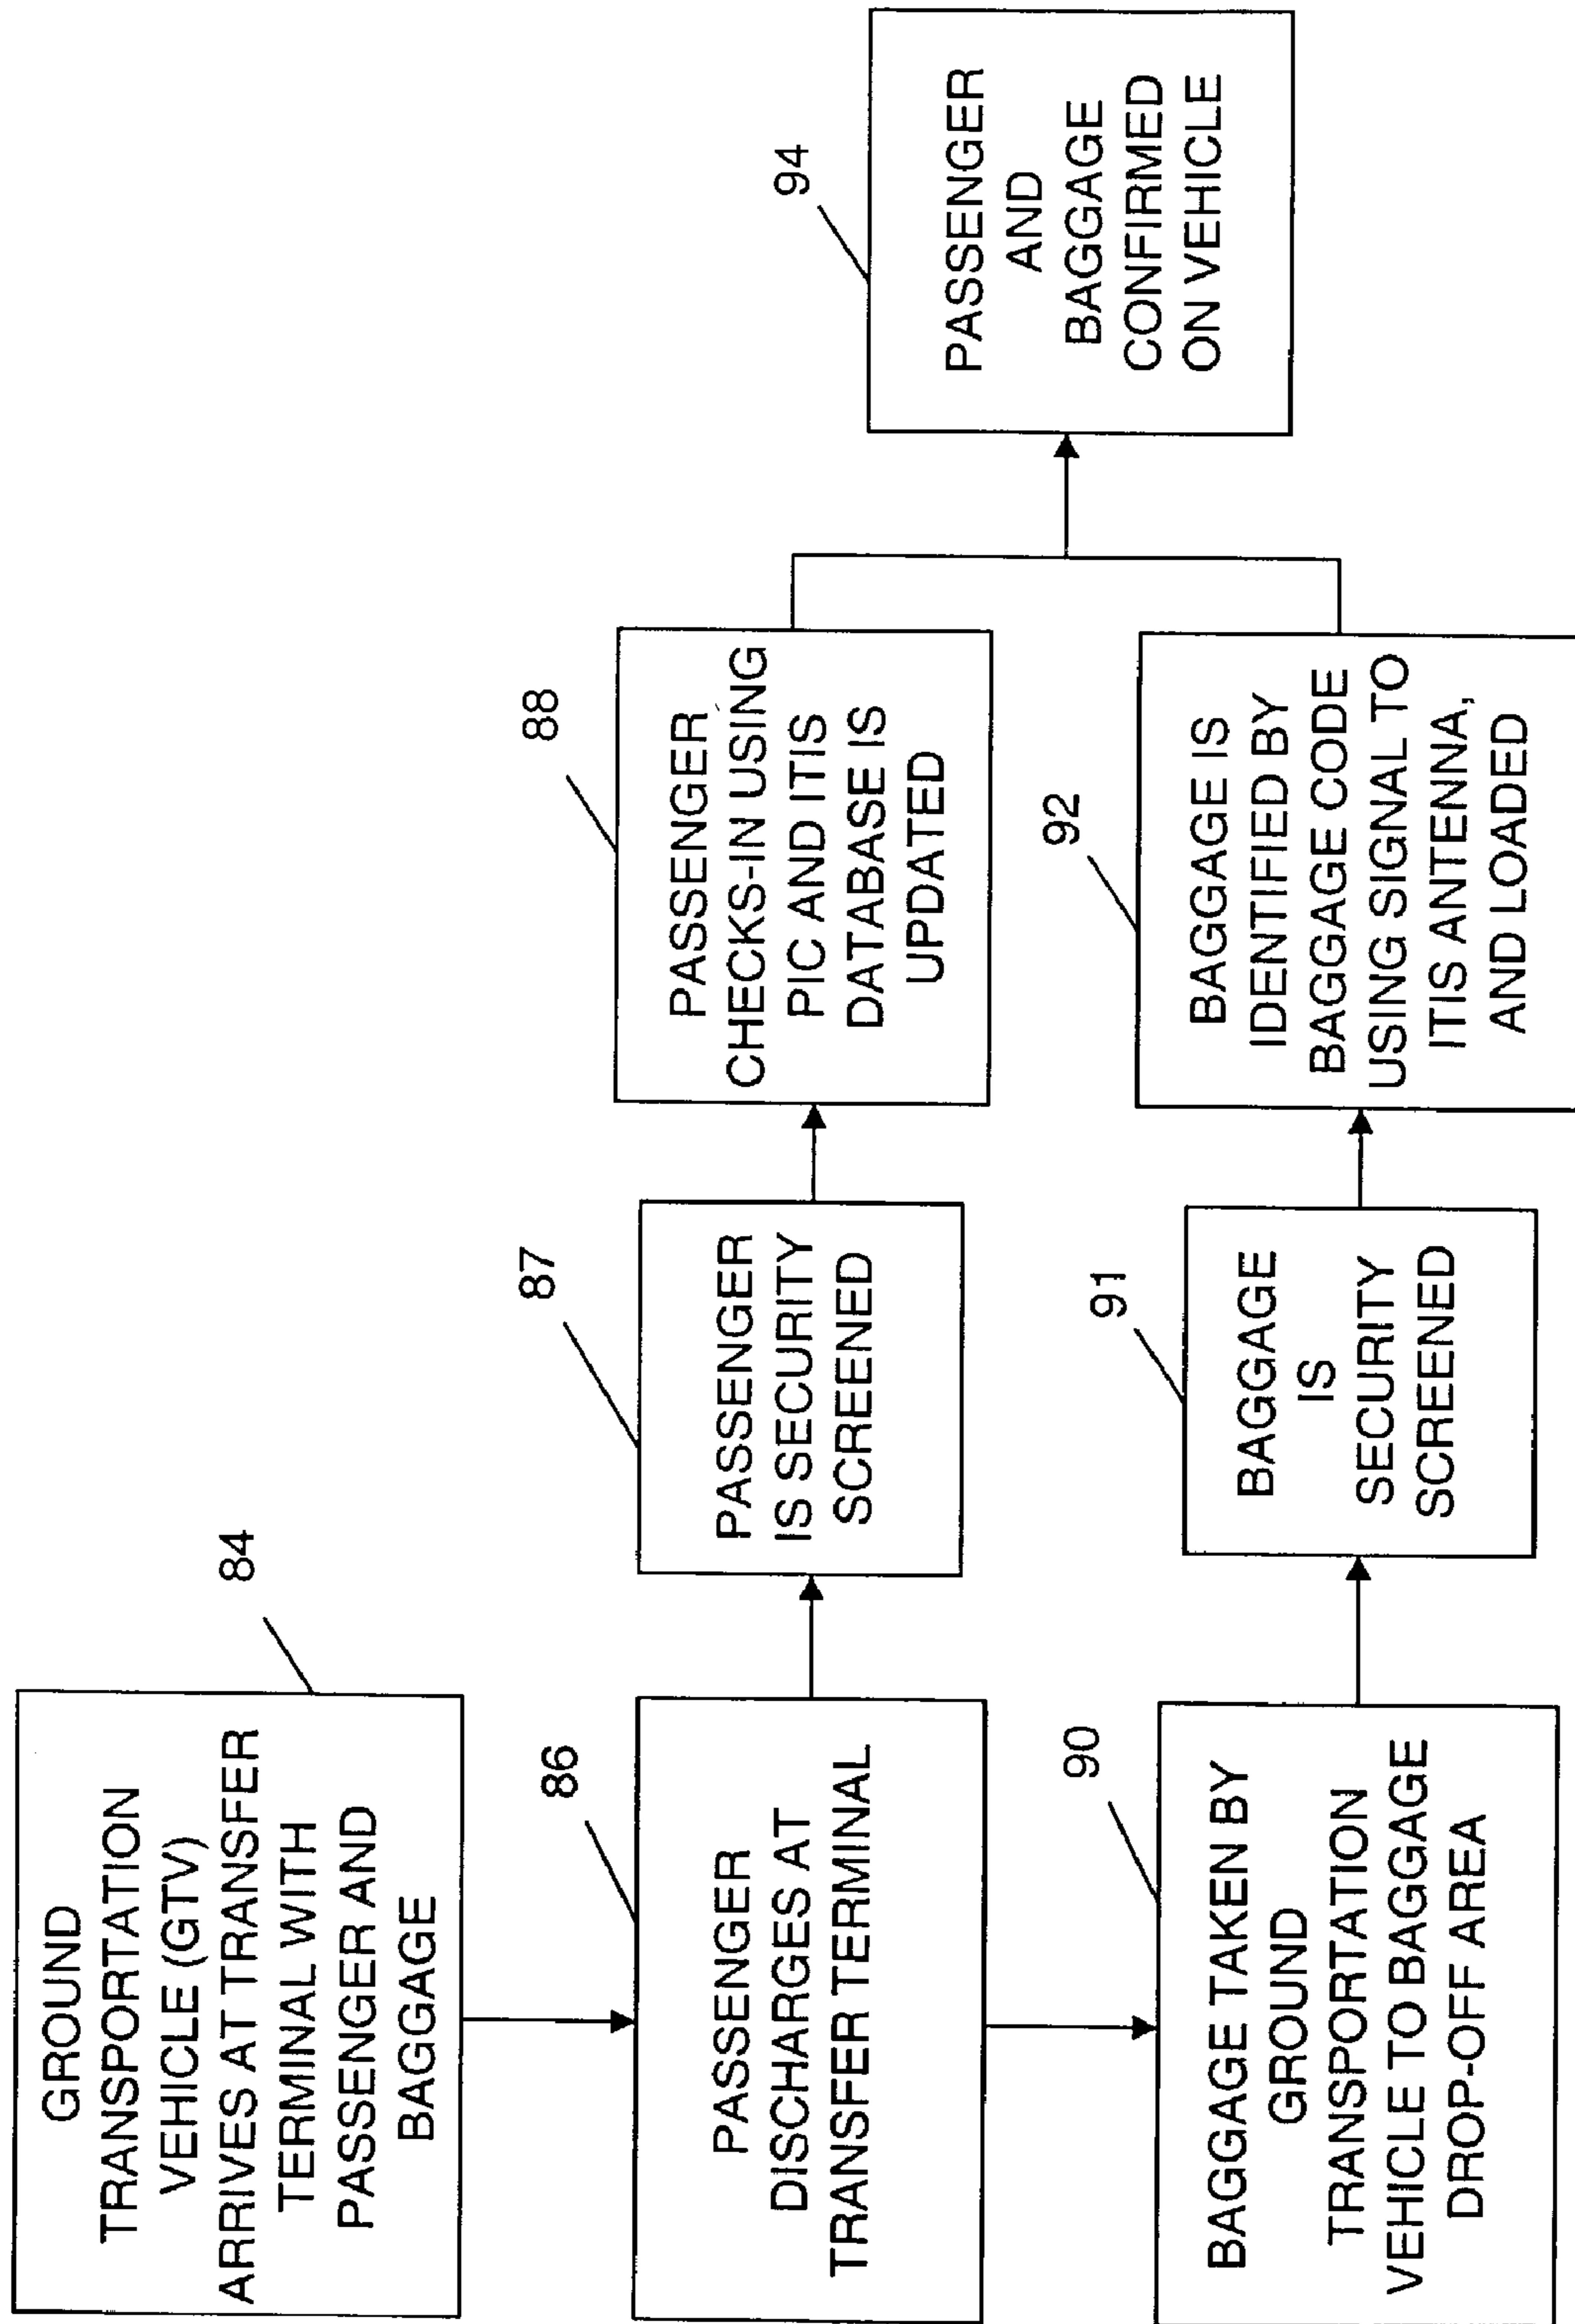 84
GROUND
TRANSPORTATION
VEHICLE (GTV)
ARRIVES AT TRANSFER
TERMINAL WITH
PASSENGER AND
BAGGAGE
86
PASSENGER
DISCHARGES AT
TRANSFER TERMINAL
87
PASSENGER
IS SECURITY
SCREENED
88
PASSENGER
CHECKS-IN USING
PIC AND ITIS
DATABASE IS
UPDATED
90
BAGGAGE TAKEN BY
GROUND
TRANSPORTATION
VEHICLE TO BAGGAGE
DROP-OFF AREA
91
BAGGAGE
IS
SECURITY
SCREENED
92
BAGGAGE IS
IDENTIFIED BY
BAGGAGE CODE
USING SIGNAL TO
ITIS ANTENNA,
AND LOADED
94
PASSENGER
AND
BAGGAGE
CONFIRMED
ON VEHICLE